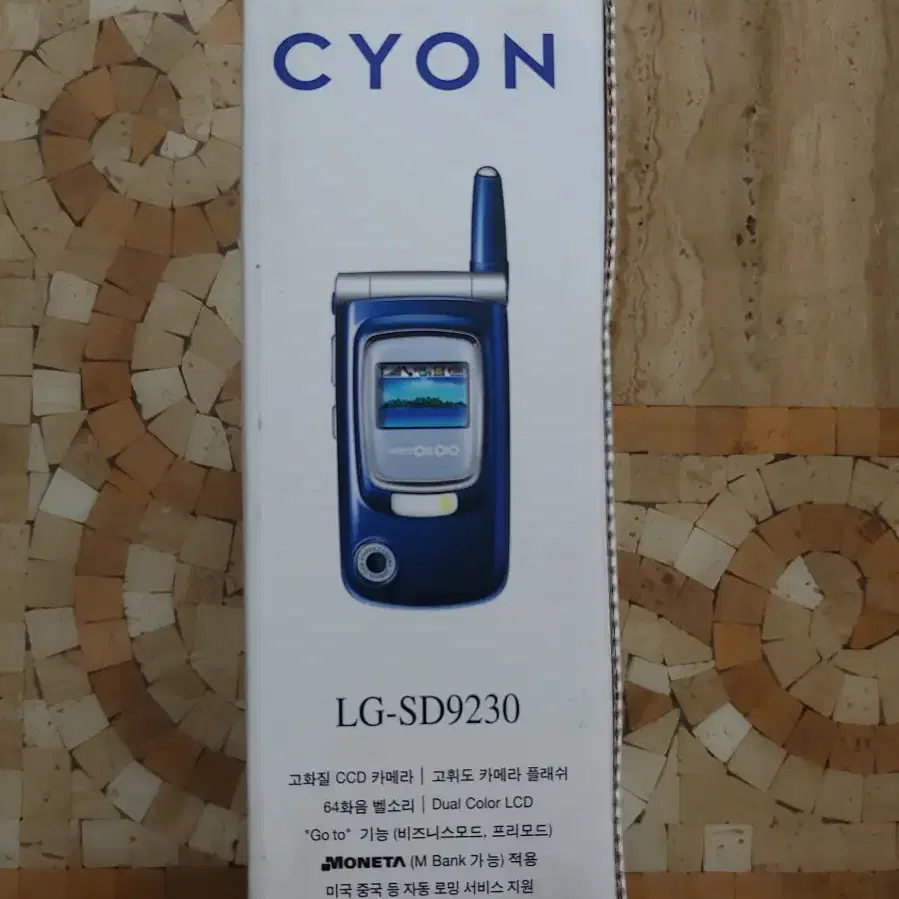 CYON
LG-SD9230
고화질 CCD 카메라 | 고휘도 카메라 플래쉬
64화음 벨소리 | Dual Color LCD
"Go to" 기능 (비즈니스모드, 프리모드)
MONETA (M Bank 가능) 적용
미국 중국 등 자동 로밍 서비스 지원